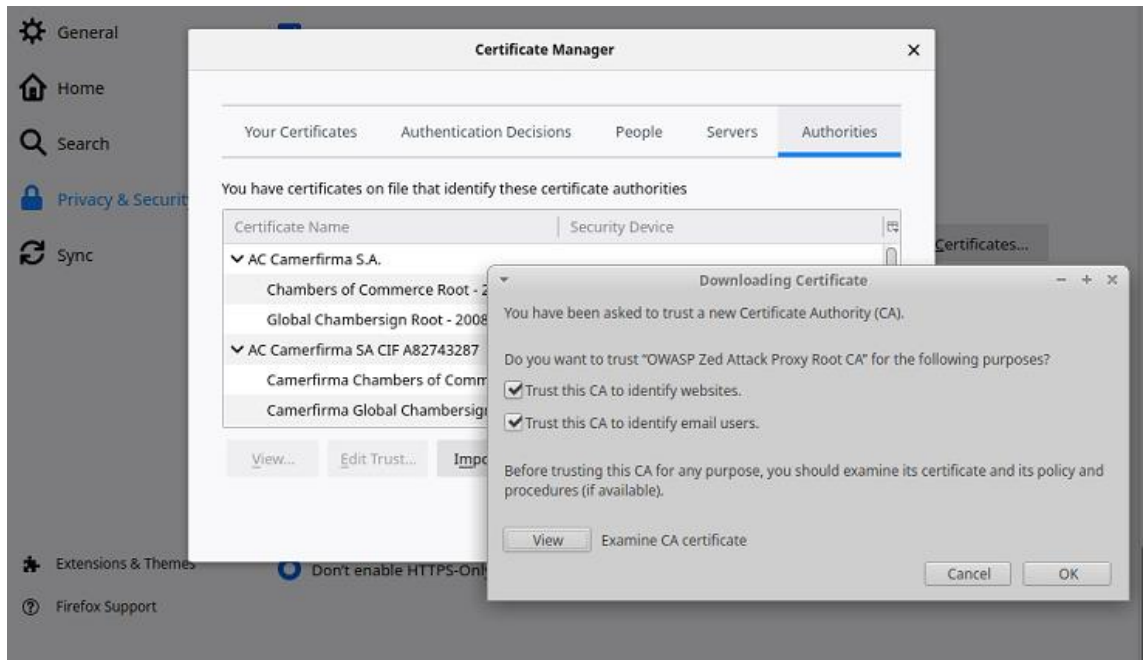 General
Home
Search
Privacy & Securit
Sync
Extensions & Themes
Firefox Support
Certificate Manager
Your Certificates
Authentication Decisions
People
Servers
Authorities
You have certificates on file that identify these certificate authorities
Certificate Name
Security Device
AC Camerfirma S.A.
Chambers of Commerce Root - 2
Global Chambersign Root - 2008
AC Camerfirma SA CIF A82743287
Camerfirma Chambers of Comm
Camerfirma Global Chambersig
View...
Edit Trust...
Impo
Certificates...
Don't enable HTTPS-Onl
Downloading Certificate
You have been asked to trust a new Certificate Authority (CA).
Do you want to trust "OWASP Zed Attack Proxy Root CA" for the following purposes?
Trust this CA to identify websites.
Trust this CA to identify email users.
Before trusting this CA for any purpose, you should examine its certificate and its policy and
procedures (if available).
View
Examine CA certificate
Cancel
OK